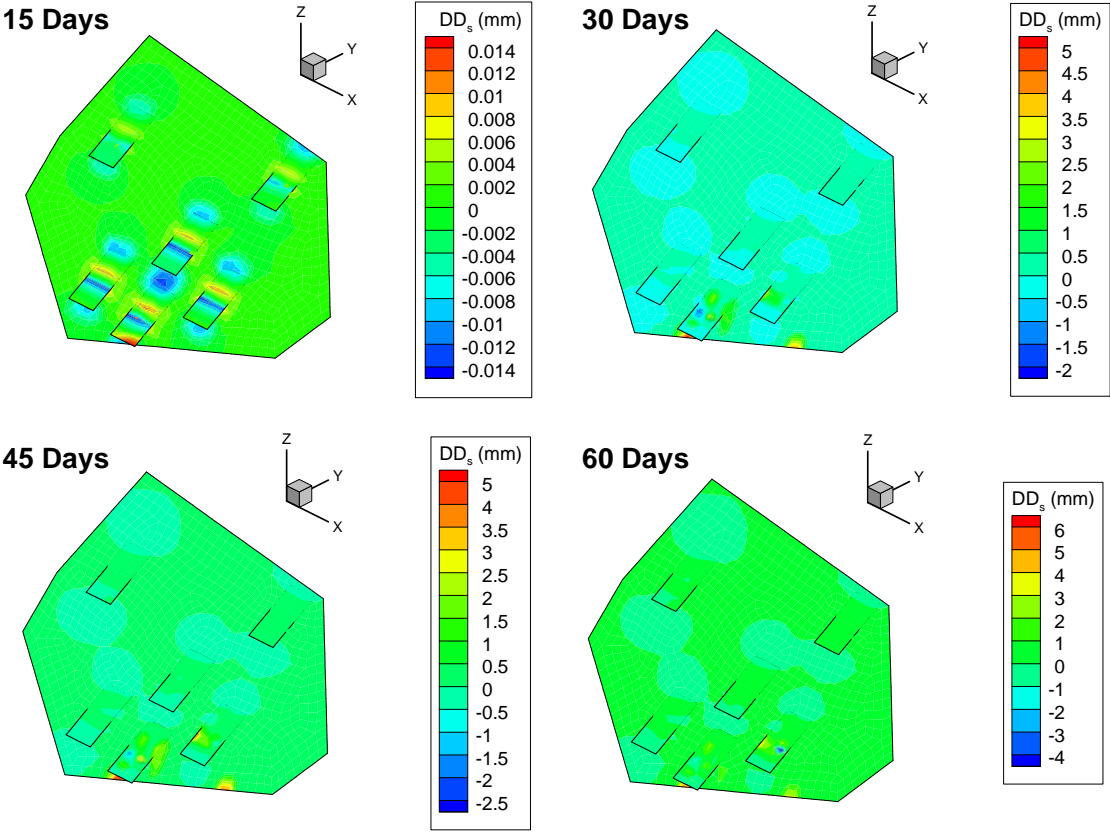 15 Days
Z
Y
X
DDs (mm)
0.014
0.012
0.01
0.008
0.006
0.004
0.002
0
-0.002
-0.004
-0.006
-0.008
-0.01
-0.012
-0.014
30 Days
Z
Y
X
DDs (mm)
5
4.5
4
3.5
3
2.5
2
1.5
1
0.5
0
-0.5
-1
-1.5
-2
45 Days
Z
Y
X
DDs (mm)
5
4.5
4
3.5
3
2.5
2
1.5
1
0.5
0
-0.5
-1
-1.5
-2
-2.5
60 Days
Z
Y
X
DDs (mm)
6
5
4
3
2
1
0
-1
-2
-3
-4